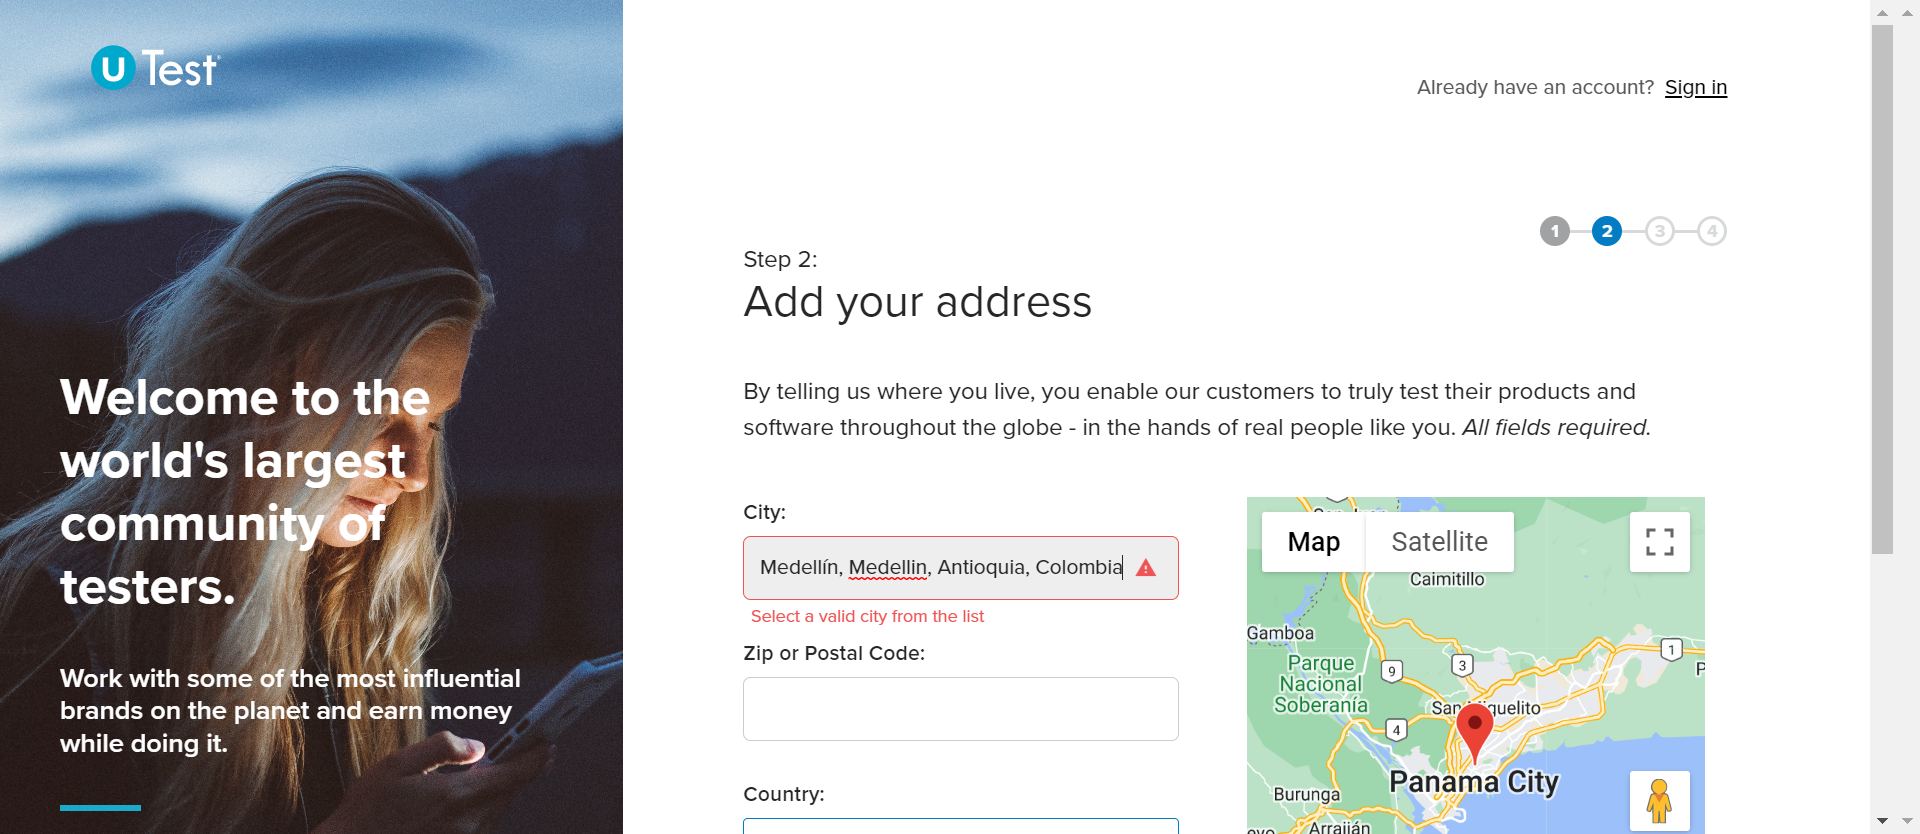 u Test
Already have an account? Sign in
1 2 3 4
Step 2:
Add your address
Welcome to the
world's largest
community of
testers.
Work with some of the most influential
brands on the planet and earn money
while doing it.
By telling us where you live, you enable our customers to truly test their products and
software throughout the globe - in the hands of real people like you. All fields required.
City:
Medellín, Medellin, Antioquia, Colombia
Select a valid city from the list
Zip or Postal Code:
Country:
Map Satellite
Caimitillo
Gamboa
1
Parque
Nacional
Soberanía
9
3
San Miguelito
4
Panama City
Burunga
Arraiján